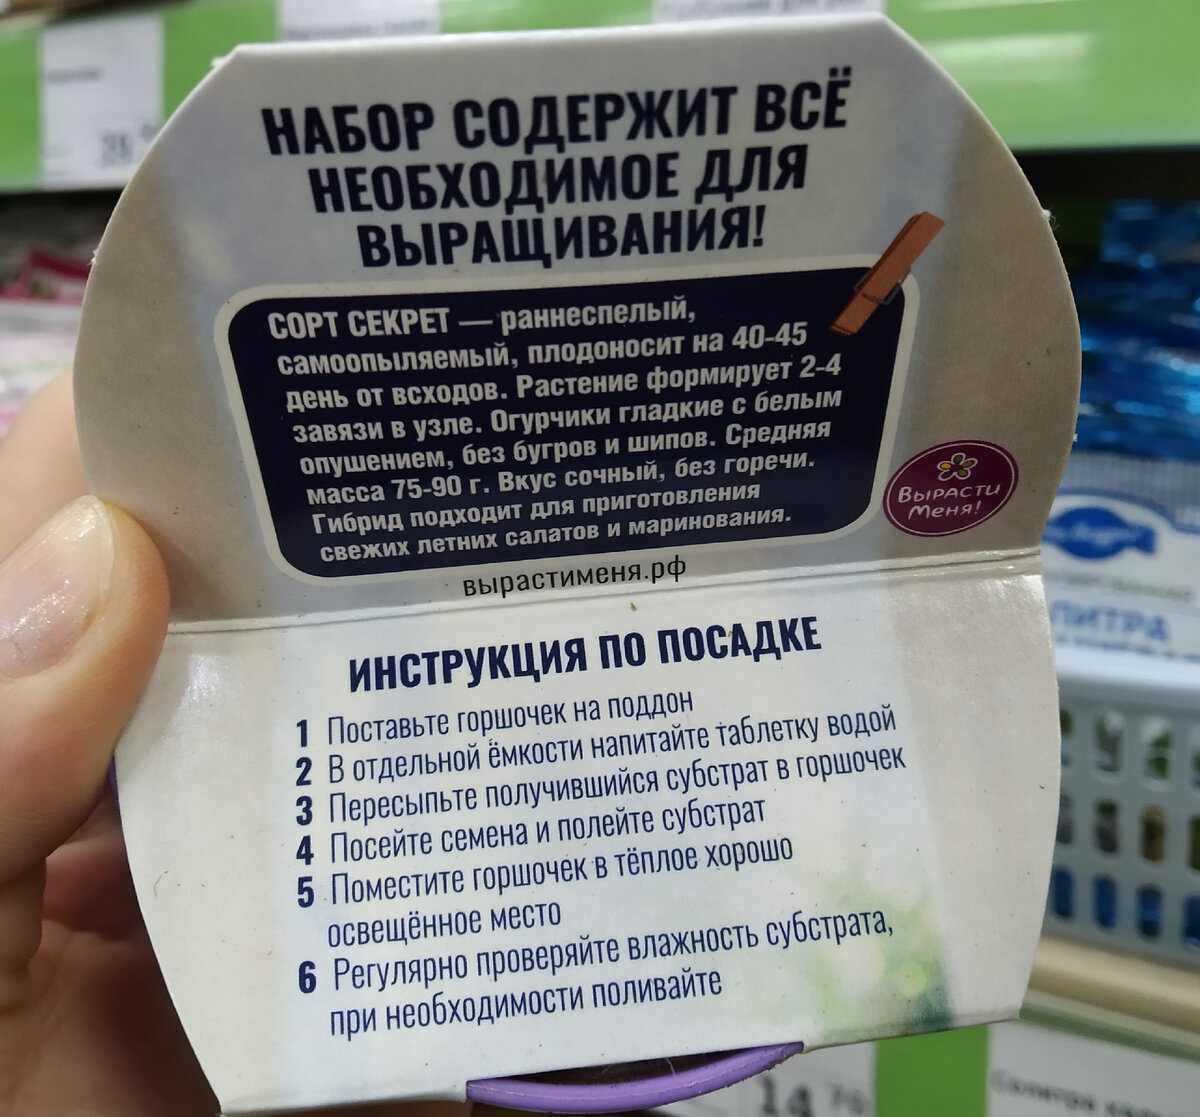 НАБОР СОДЕРЖИТ ВСЁ
НЕОБХОДИМОЕ ДЛЯ
ВЫРАЩИВАНИЯ!
СОРТ СЕКРЕТ — раннеспелый,
самоопыляемый, плодоносит на 40-45
день от всходов. Растение формирует 2-4
завязи в узле. Огурчики гладкие с белым
опушением, без бугров и шипов. Средняя
масса 75-90 г. Вкус сочный, без горечи.
Гибрид подходит для приготовления
свежих летних салатов и маринования.
Вырасти
Меня!
вырастименя.рф
ИНСТРУКЦИЯ ПО ПОСАДКЕ
1 Поставьте горшочек на поддон
2 В отдельной ёмкости напитайте таблетку водой
3 Пересыпьте получившийся субстрат в горшочек
4 Посейте семена и полейте субстрат
5 Поместите горшочек в тёплое хорошо
освещённое место
6 Регулярно проверяйте влажность субстрата,
при необходимости поливайте
14